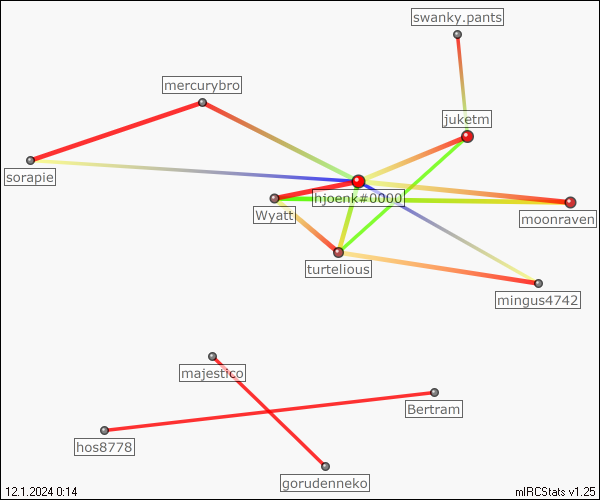 swanky.pants
mercurybro
juketm
sorapie
hjoenk#0000
Wyatt
moonraven
turtelious
mingus4742
majestico
Bertram
hos8778
gorudenneko
12.1.2024 0:14
mIRCStats v1.25